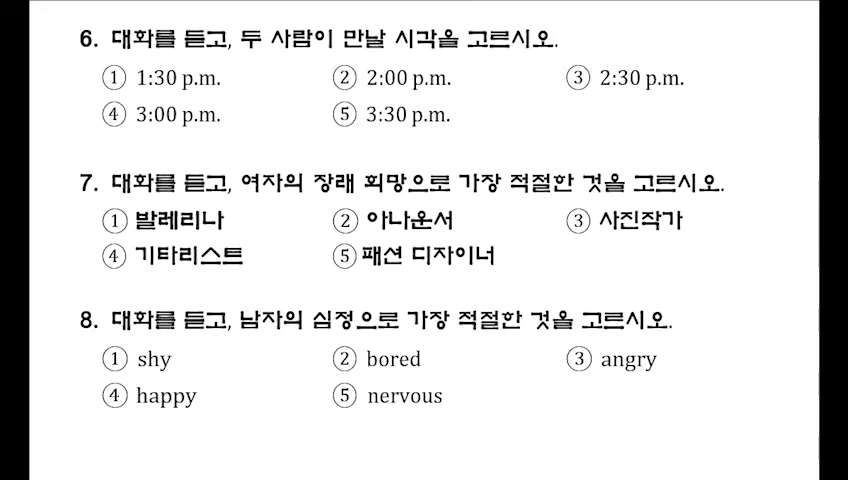 6. 대화를 듣고, 두 사람이 만날 시각을 고르시오.
① 1:30 p.m. ② 2:00 p.m. ③ 2:30 p.m.
④ 3:00 p.m. ⑤ 3:30 p.m.
7. 대화를 듣고, 여자의 장래 희망으로 가장 적절한 것을 고르시오.
① 발레리나 ② 아나운서 ③ 사진작가
④ 기타리스트 ⑤ 패션 디자이너
8. 대화를 듣고, 남자의 심정으로 가장 적절한 것을 고르시오.
① shy ② bored ③ angry
④ happy ⑤ nervous